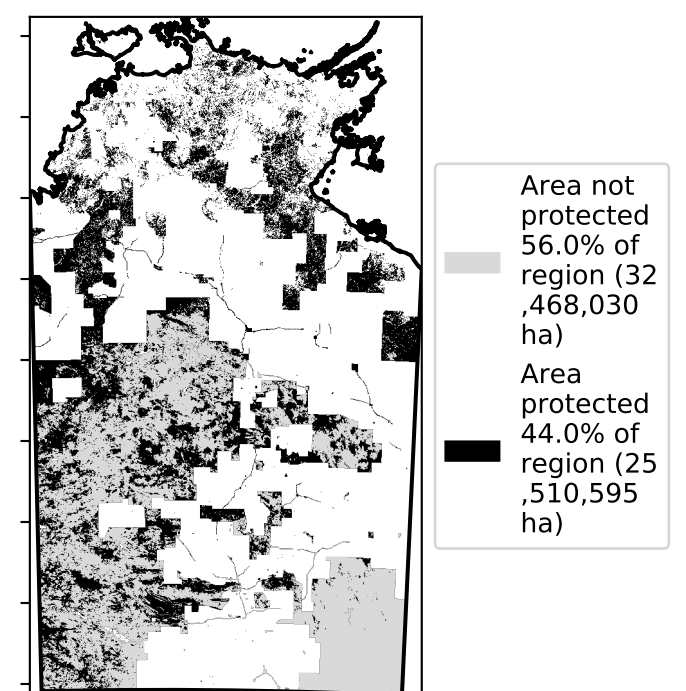 Area not
protected
56.0% of
region (32
,468,030
ha)
Area
protected
44.0% of
region (25
,510,595
ha)